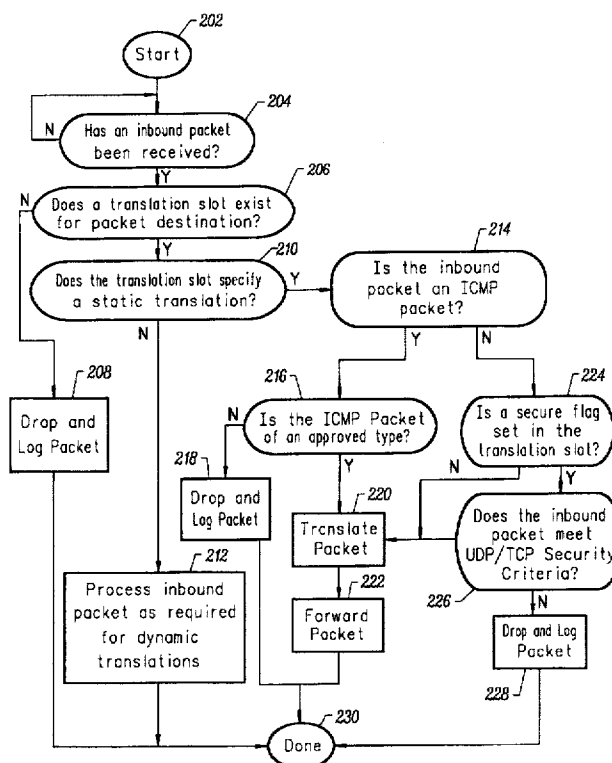 202
Start
204
N
Has an inbound packet
been received?
Y
206
N
Does a translation slot exist
for packet destination?
Y
210
214
Does the translation slot specify
a static translation?
Y
Is the inbound
packet an ICMP
packet?
N
Y
N
208
Drop and
Log Packet
216
224
N
Is the ICMP Packet
of an approved type?
Is a secure flag
set in the
translation slot?
218
Y
N
Y
Drop and
Log Packet
220
Trcnslate
Packet
Does the inbound
packet meet
UDP/TCP Security
Criteria?
212
Process inbound
packet as required
for dynamic
translations
222
Forward
Packet
226
N
Drop and Log
Packet
228
230
Done